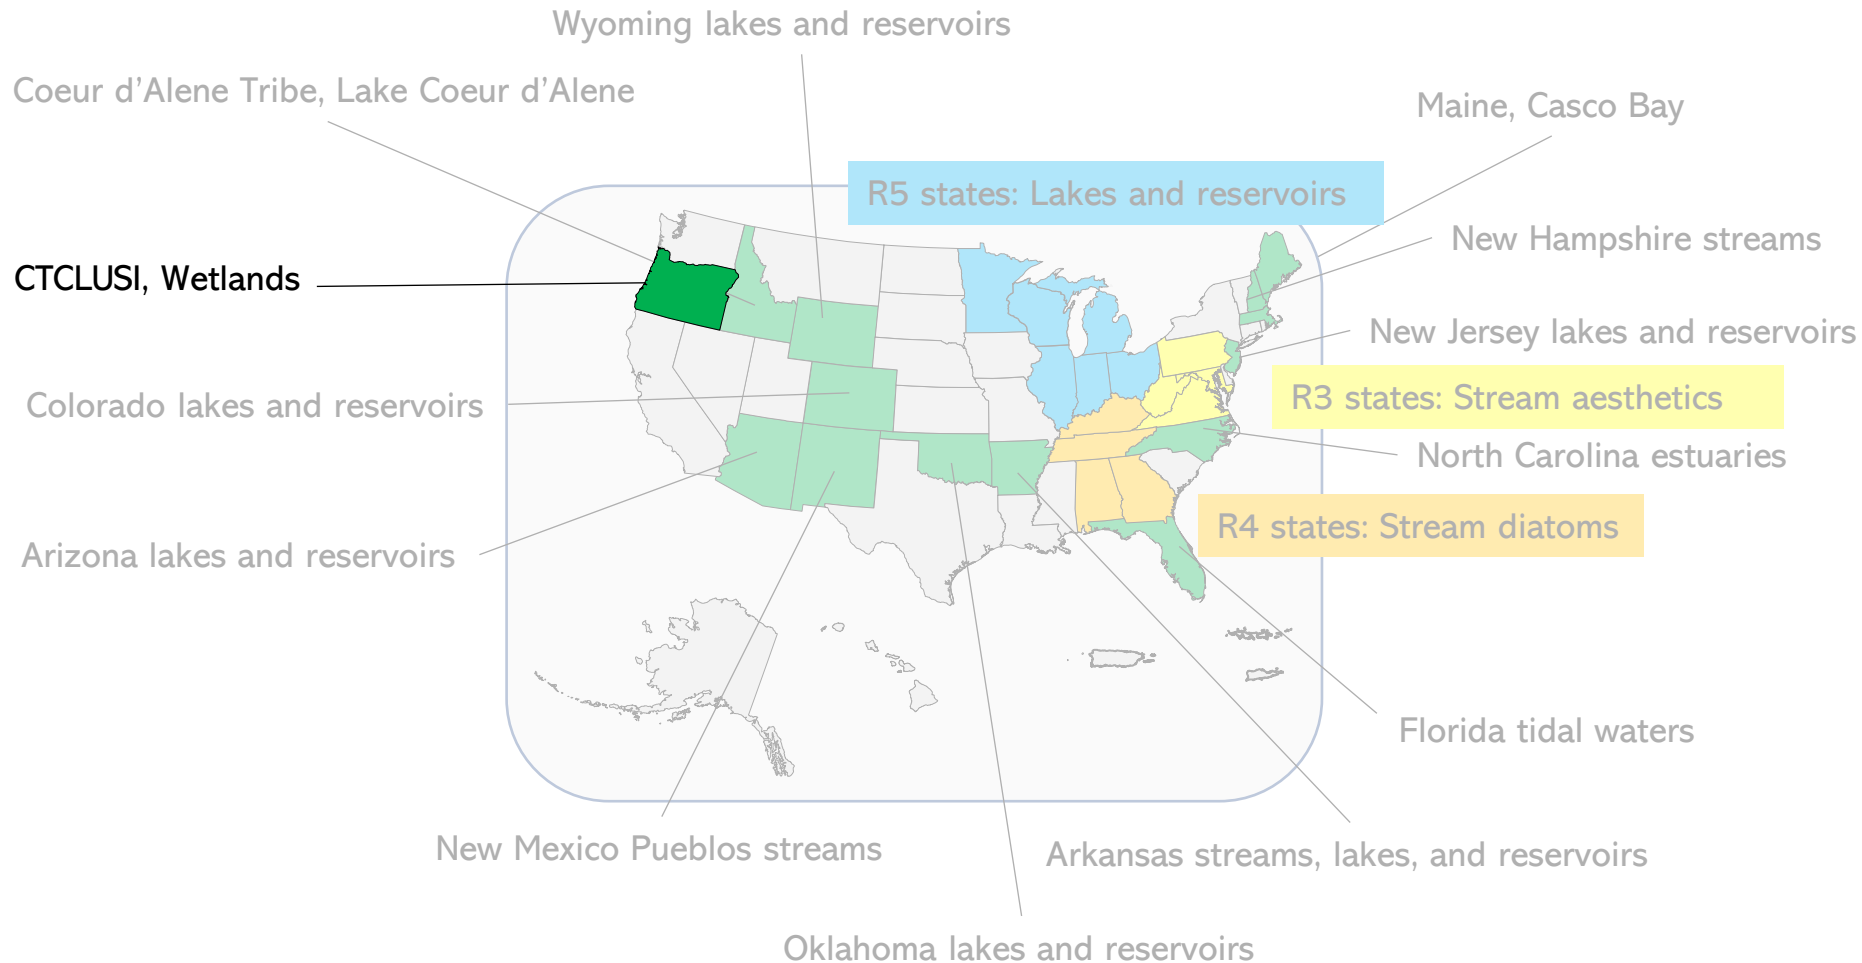 Wyoming lakes and reservoirs
Coeur d’Alene Tribe, Lake Coeur d’Alene
Maine, Casco Bay
R5 states: Lakes and reservoirs
New Hampshire streams
CTCLUSI, Wetlands
New Jersey lakes and reservoirs
Colorado lakes and reservoirs
R3 states: Stream aesthetics
North Carolina estuaries
R4 states: Stream diatoms
Arizona lakes and reservoirs
Florida tidal waters
New Mexico Pueblos streams
Arkansas streams, lakes, and reservoirs
Oklahoma lakes and reservoirs